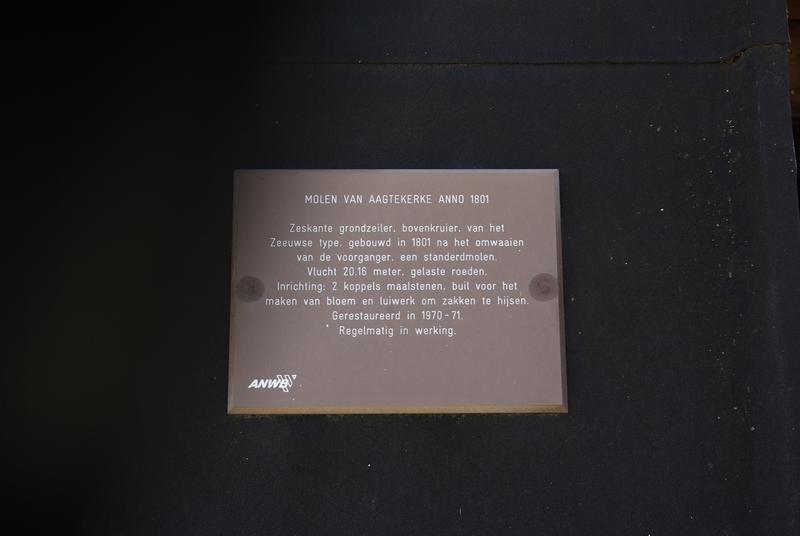 MOLEN VAN AAGTEKERKE ANNO 1801
Zeskante grondzeiler, bovenkruier, van het
Zeeuwse type, gebouwd in 1801 na het omwaaien
van de voorganger, een standerdmolen.
Vlucht 20.16 meter, gelaste roeden.
Inrichting: 2 koppels maalstenen, buil voor het
maken van bloem en luiwerk om zakken te hijsen.
Gerestaureerd in 1970-71.
Regelmatig in werking.
ANWB